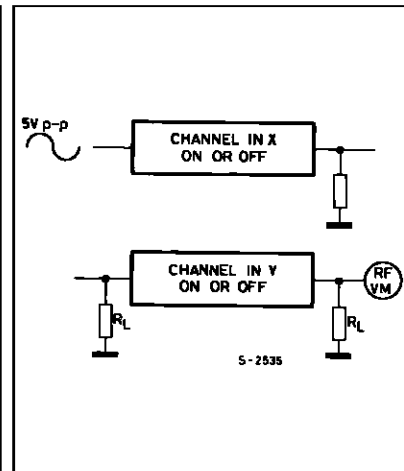 5V p-p
CHANNEL IN X
ON OR OFF
CHANNEL IN Y
ON OR OFF
RF
VM
RL
RL
S-2535